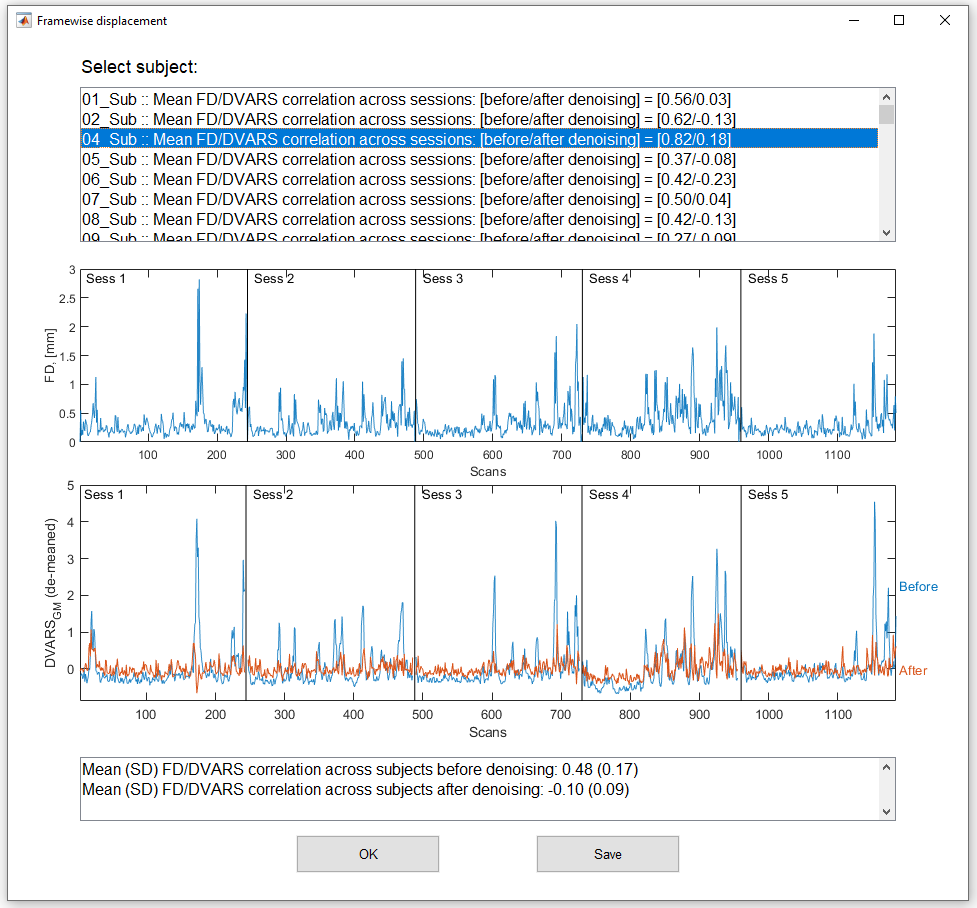 Framewise displacement
Select subject:
01_Sub :: Mean FD/DVARS correlation across sessions: [before/after denoising] = [0.56/0.03]
02_Sub :: Mean FD/DVARS correlation across sessions: [before/after denoising] = [0.62/-0.13]
04_Sub :: Mean FD/DVARS correlation across sessions: [before/after denoising] = [0.82/0.18]
05_Sub :: Mean FD/DVARS correlation across sessions: [before/after denoising] = [0.37/-0.08]
06_Sub :: Mean FD/DVARS correlation across sessions: [before/after denoising] = [0.42/-0.23]
07_Sub :: Mean FD/DVARS correlation across sessions: [before/after denoising] = [0.50/0.04]
08_Sub :: Mean FD/DVARS correlation across sessions: [before/after denoising] = [0.42/-0.13]
09_Sub :: Mean FD/DVARS correlation across sessions: [before/after denoising] = [0.27/-0.09]
Sess 1 Sess 2 Sess 3 Sess 4 Sess 5
3
2.5
2
1.5
1
0.5
0
FD, [mm]
100 200 300 400 500 600 700 800 900 1000 1100
Scans
Sess 1 Sess 2 Sess 3 Sess 4 Sess 5
5
4
3
2
1
0
DVARS_GM (de-meaned)
Before
After
100 200 300 400 500 600 700 800 900 1000 1100
Scans
Mean (SD) FD/DVARS correlation across subjects before denoising: 0.48 (0.17)
Mean (SD) FD/DVARS correlation across subjects after denoising: -0.10 (0.09)
OK Save